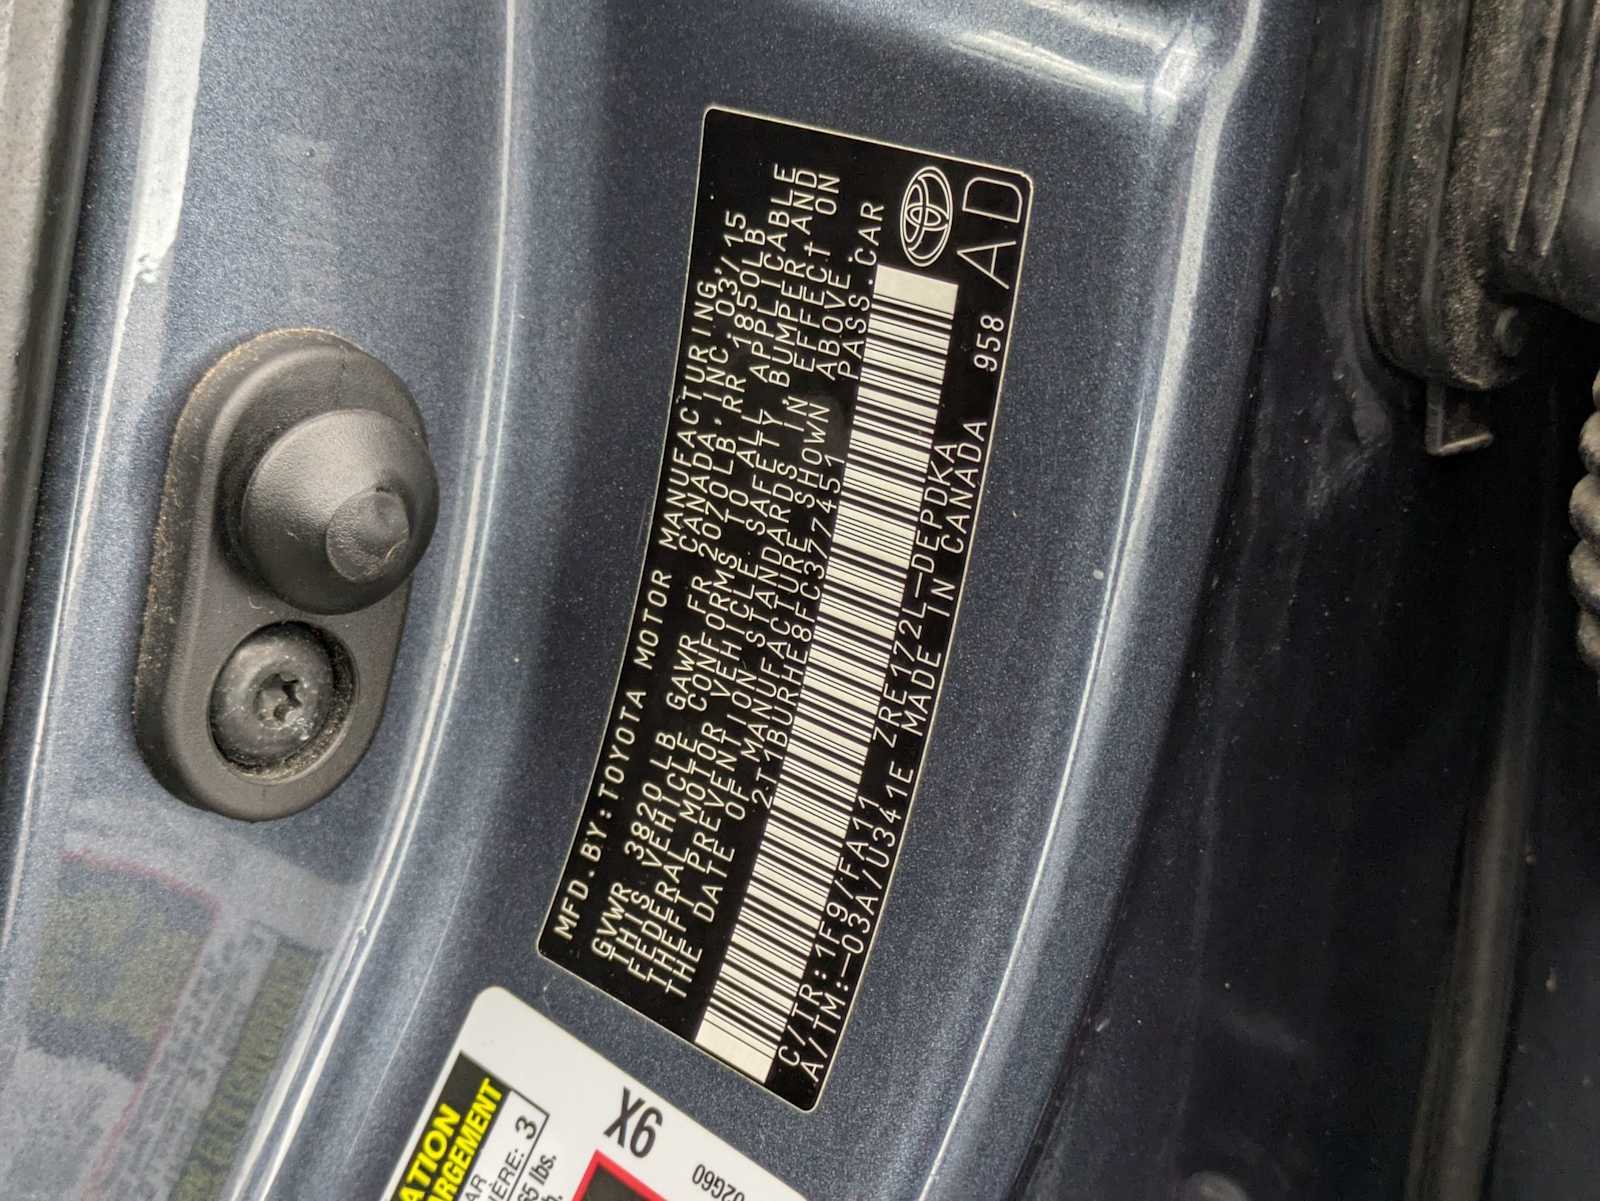 MFD.BY:TOYOTA MOTOR MANUFACTURING,
CANADA,INC. 03/15
GVWR 3820 LB GAWR FR 2070LB RR 1850LB
THIS VEHICLE CONFORMS TO ALL APPLICABLE
FEDERAL MOTOR VEHICLE SAFETY, BUMPER, AND
THEFT PREVENTION STANDARDS IN EFFECT ON
THE DATE OF MANUFACTURE SHOWN ABOVE.
2T1BURHE8FC377451 PASS.CAR
C/TR:1F9/FA11 ZRE172L-DEPDKA
A/TM:-03A/U341E MADE IN CANADA 958
AD
X6
3
lbs.